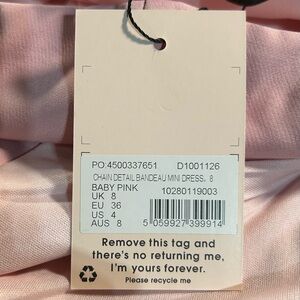 PO:4500337651 D1001126
CHAIN DETAIL BANDEAU MINI DRESS, 8
BABY PINK 10280119003
UK 8
EU 36
US 4
AUS 8 5 059927 399914
Remove this tag and
there's no returning me,
I'm yours forever.
Please recycle me